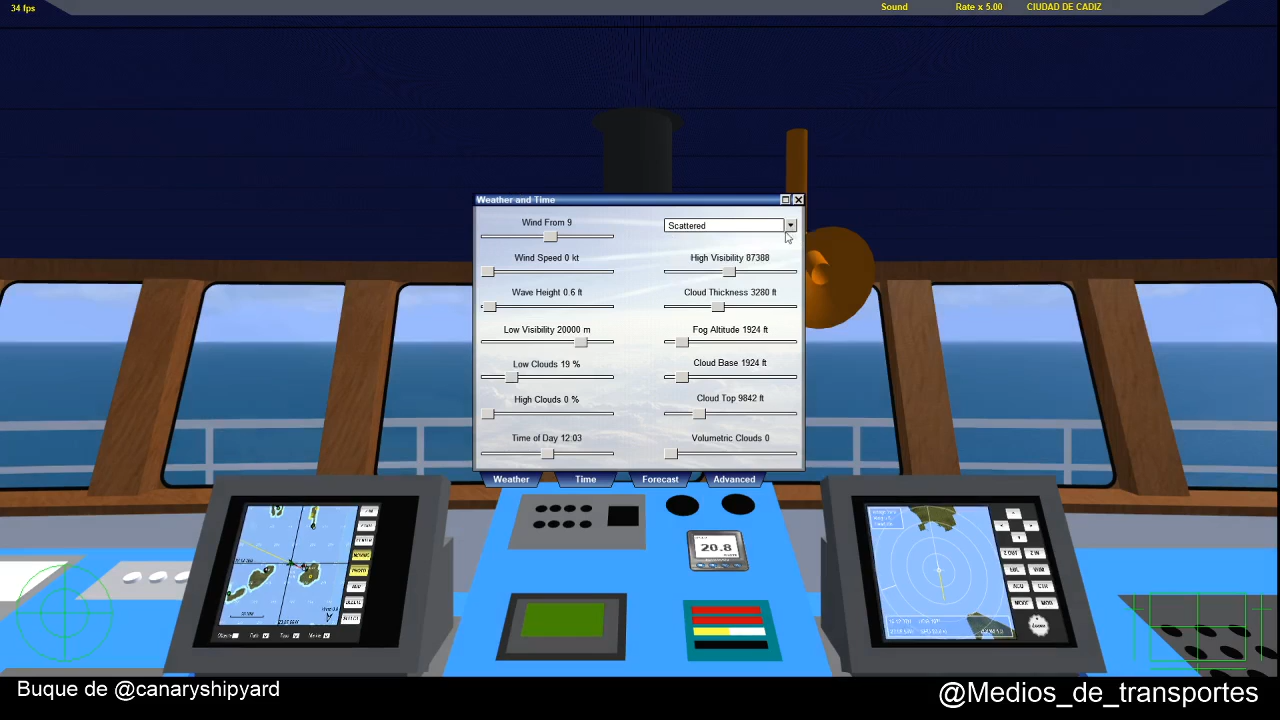 34 fps
Sound
Rate x 5.00
CIUDAD DE CADIZ
Weather and Time
Wind From 9
Scattered
Wind Speed 0 kt
High Visibility 87388
Wave Height 0.6 ft
Cloud Thickness 3280 ft
Low Visibility 20000 m
Fog Altitude 1924 ft
Low Clouds 19 %
Cloud Base 1924 ft
High Clouds 0 %
Cloud Top 9842 ft
Time of Day 12:03
Volumetric Clouds 0
Weather
Time
Forecast
Advanced
20.8
Buque de @canaryshipyard
@Medios_de_transportes